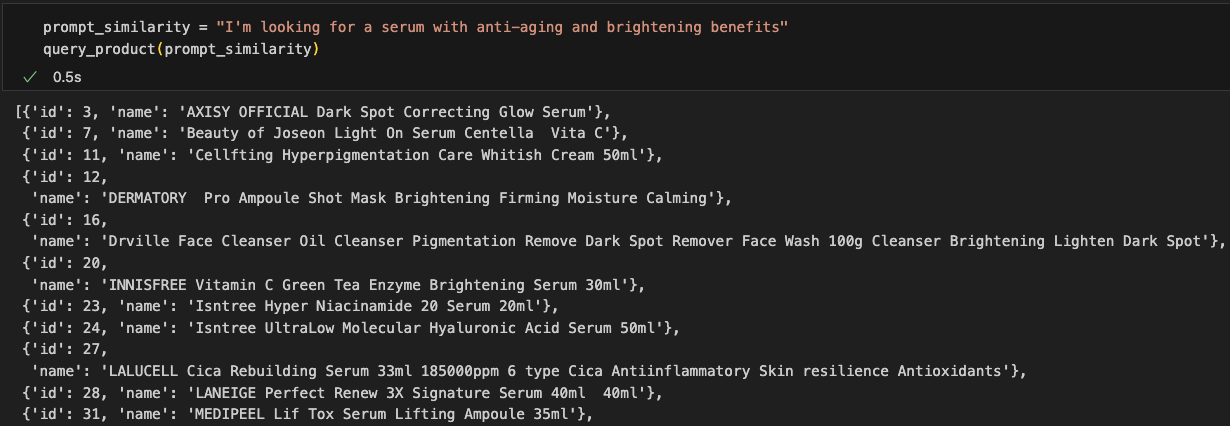 prompt_similarity = "I'm looking for a serum with anti-aging and brightening benefits"
query_product(prompt_similarity)
✓ 0.5s
[{'id': 3, 'name': 'AXISY OFFICIAL Dark Spot Correcting Glow Serum'},
{'id': 7, 'name': 'Beauty of Joseon Light On Serum Centella  Vita C'},
{'id': 11, 'name': 'Cellfting Hyperpigmentation Care Whitish Cream 50ml'},
{'id': 12,
'name': 'DERMATORY  Pro Ampoule Shot Mask Brightening Firming Moisture Calming'},
{'id': 16,
'name': 'Drville Face Cleanser Oil Cleanser Pigmentation Remove Dark Spot Remover Face Wash 100g Cleanser Brightening Lighten Dark Spot'},
{'id': 20,
'name': 'INNISFREE Vitamin C Green Tea Enzyme Brightening Serum 30ml'},
{'id': 23, 'name': 'Isntree Hyper Niacinamide 20 Serum 20ml'},
{'id': 24, 'name': 'Isntree UltraLow Molecular Hyaluronic Acid Serum 50ml'},
{'id': 27,
'name': 'LALUCELL Cica Rebuilding Serum 33ml 185000ppm 6 type Cica Antiinflammatory Skin resilience Antioxidants'},
{'id': 28, 'name': 'LANEIGE Perfect Renew 3X Signature Serum 40ml  40ml'},
{'id': 31, 'name': 'MEDIPEEL Lif Tox Serum Lifting Ampoule 35ml'},